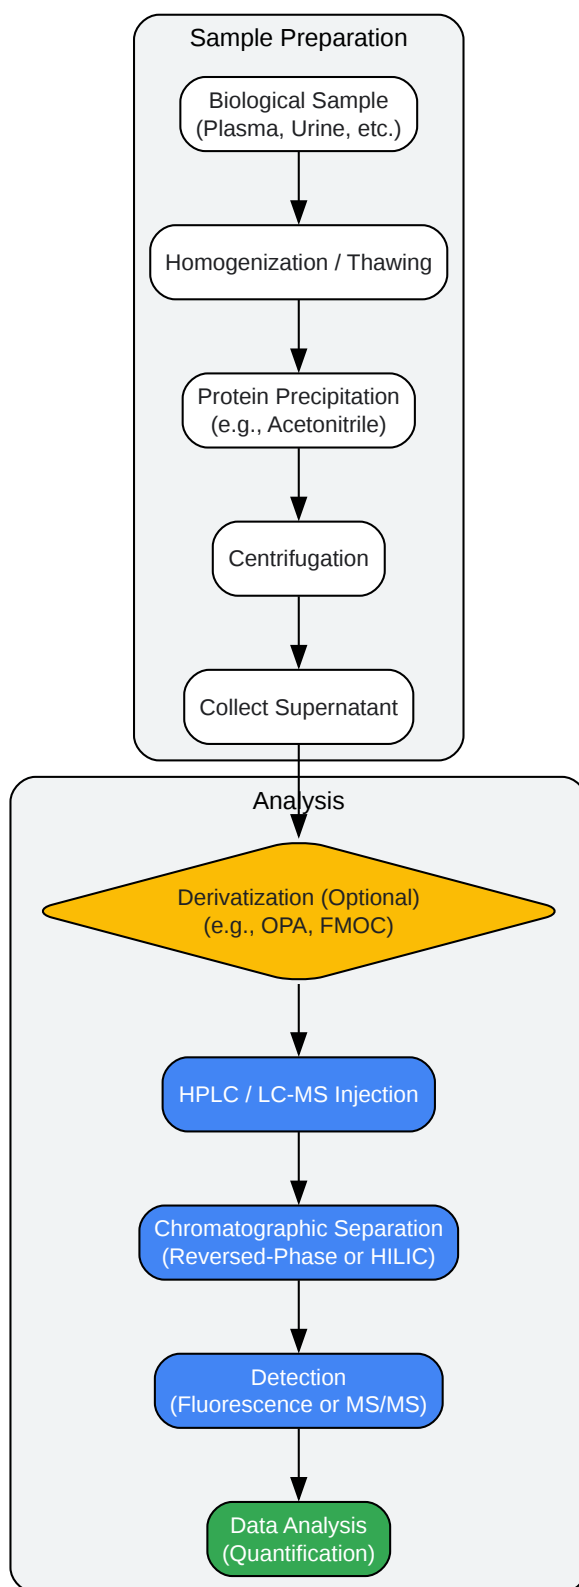 Sample Preparation
Biological Sample
(Plasma, Urine, etc.)
Homogenization / Thawing
Protein Precipitation
(e.g., Acetonitrile)
Centrifugation
Collect Supernatant
Analysis
Derivatization (Optional)
(e.g., OPA, FMOC)
HPLC / LC-MS Injection
Chromatographic Separation
(Reversed-Phase or HILIC)
Detection
(Fluorescence or MS/MS)
Data Analysis
(Quantification)